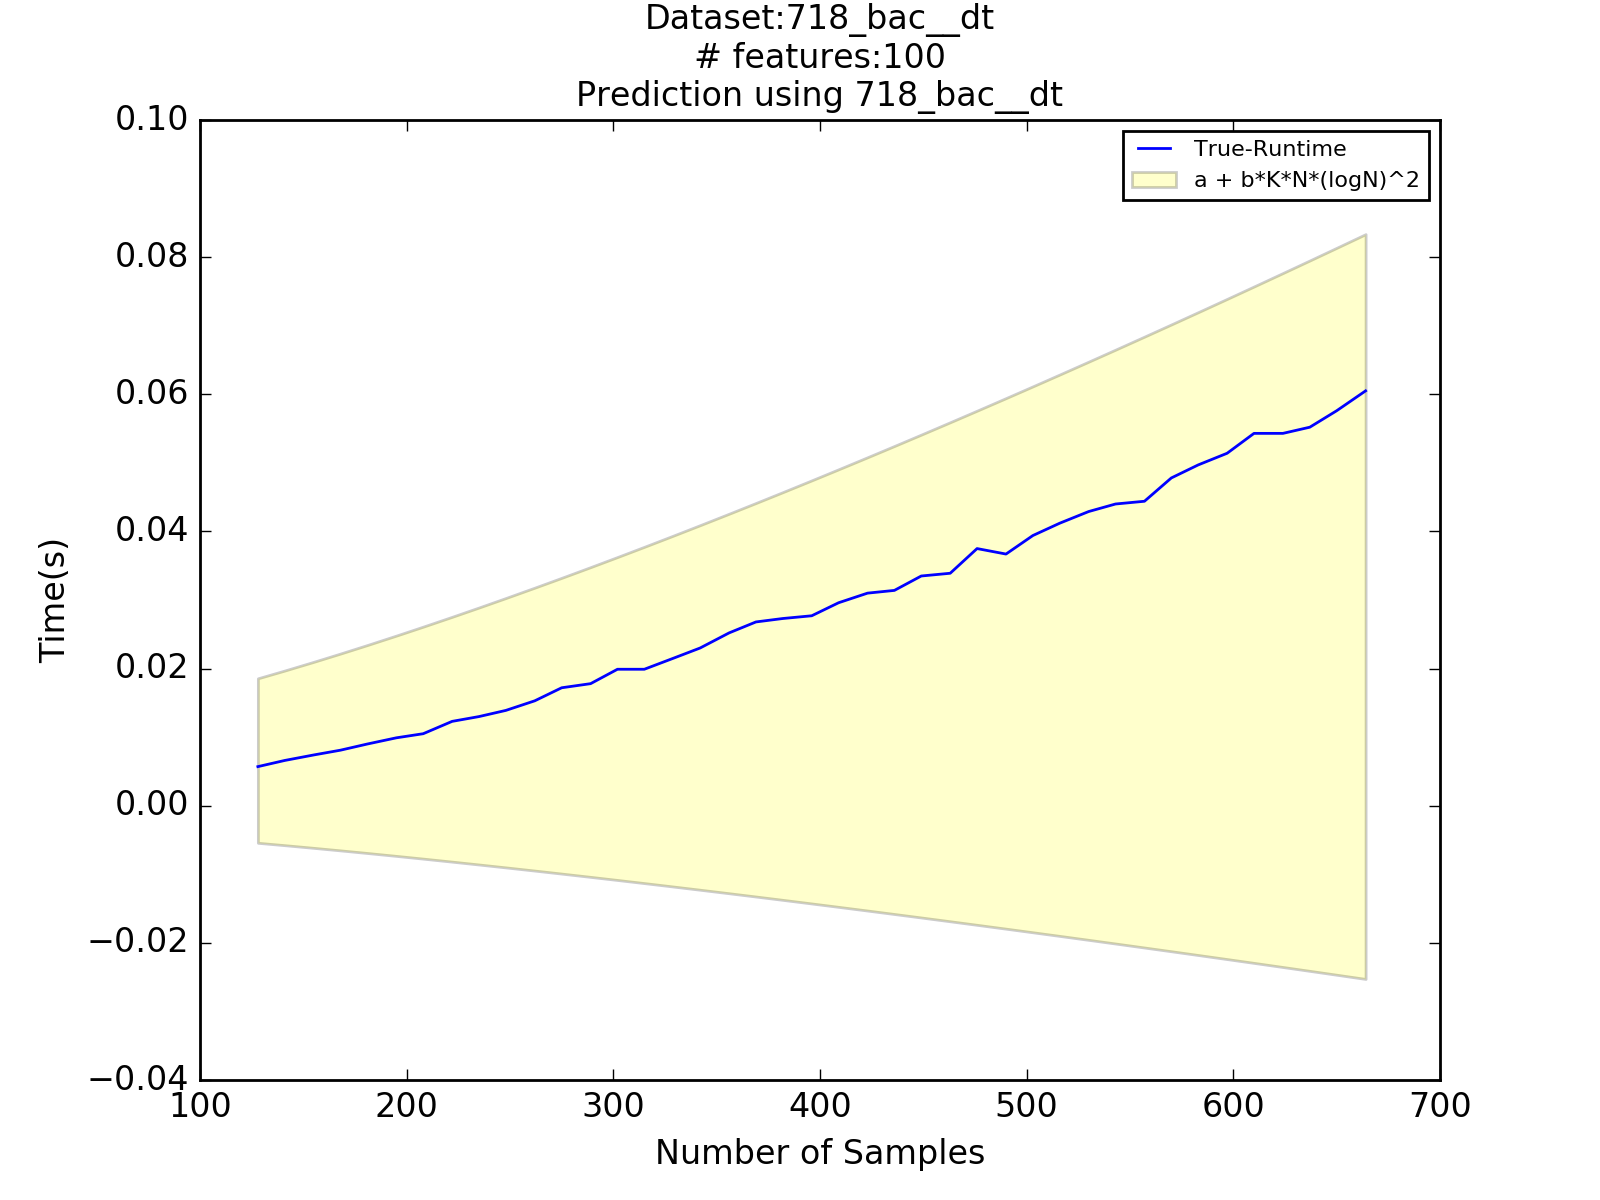 Dataset:718_bac__dt
# features:100
Prediction using 718_bac__dt
0.10
0.08
0.06
0.04
0.02
0.00
−0.02
−0.04
True-Runtime
a + b*K*N*(logN)^2
Time(s)
100 200 300 400 500 600 700
Number of Samples